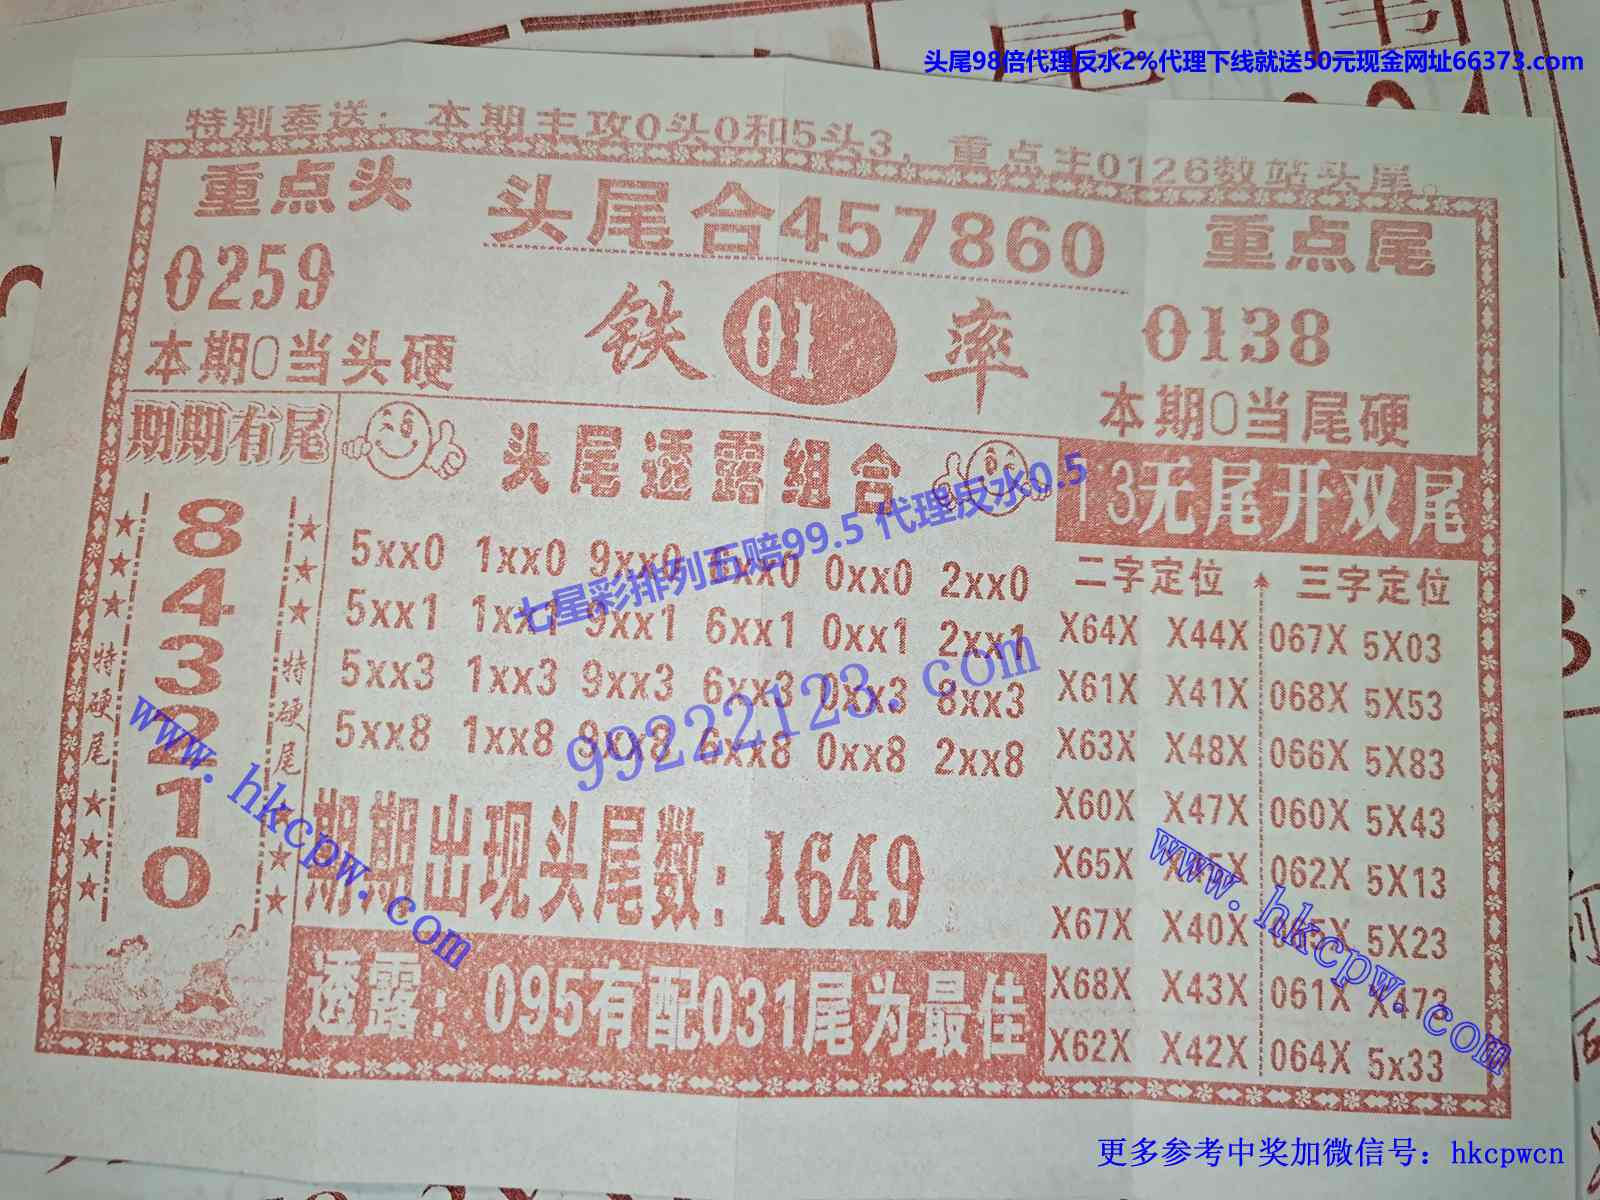 头尾98倍代理反水2%代理下线就送50元现金网址66373.com
特别奉送：本期主攻0头0和5头3，重点主0126数站头尾。
重点头
0259
本期0当头硬
头尾合457860
铁 01 率
重点尾
0138
本期0当尾硬
期期有尾
8
4
3
2
1
0
特硬尾
特硬尾
头尾透露组合
5xx0 1xx0 9xx0 6xx0 0xx0 2xx0
5xx1 1xx1 9xx1 6xx1 0xx1 2xx1
5xx3 1xx3 9xx3 6xx3 0xx3 8xx3
5xx8 1xx8 9xx8 6xx8 0xx8 2xx8
期期出现头尾数：1649
透露：095有配031尾为最佳
13无尾开双尾
二字定位 三字定位
X64X X44X 067X 5X03
X61X X41X 068X 5X53
X63X X48X 066X 5X83
X60X X47X 060X 5X43
X65X 062X 5X13
X67X X40X 5X23
X68X X43X 061X X473
X62X X42X 064X 5x33
七星彩排列五赔99.5 代理反水0.5
99222123.com
www.hkcpw.com
www.hkcpw.com
更多参考中奖加微信号：hkcpwcn